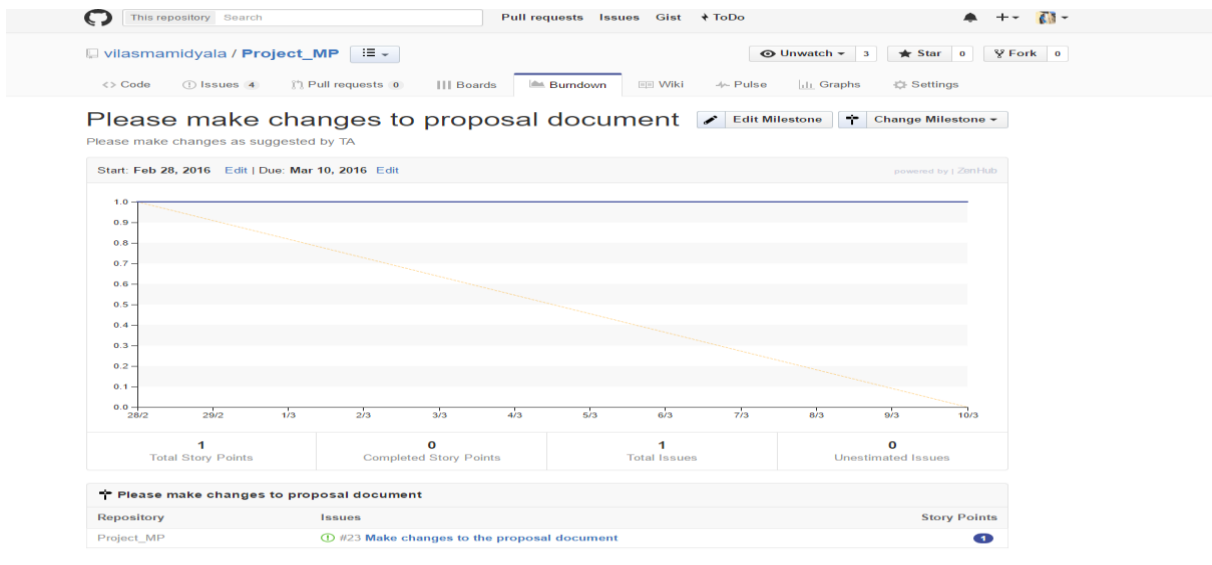 This repository Search Pull requests Issues Gist ToDo
vilasmamidyala / Project_MP Unwatch 3 Star 0 Fork 0
Code Issues 4 Pull requests 0 Boards Burndown Wiki Pulse Graphs Settings
Please make changes to proposal document Edit Milestone Change Milestone
Please make changes as suggested by TA
Start: Feb 28, 2016 Edit | Due: Mar 10, 2016 Edit powered by | ZenHub
1.0
0.9
0.8
0.7
0.6
0.5
0.4
0.3
0.2
0.1
0.0
28/2 29/2 1/3 2/3 3/3 4/3 5/3 6/3 7/3 8/3 9/3 10/3
1 0 1 0
Total Story Points Completed Story Points Total Issues Unestimated Issues
Please make changes to proposal document
Repository Issues Story Points
Project_MP #23 Make changes to the proposal document 1